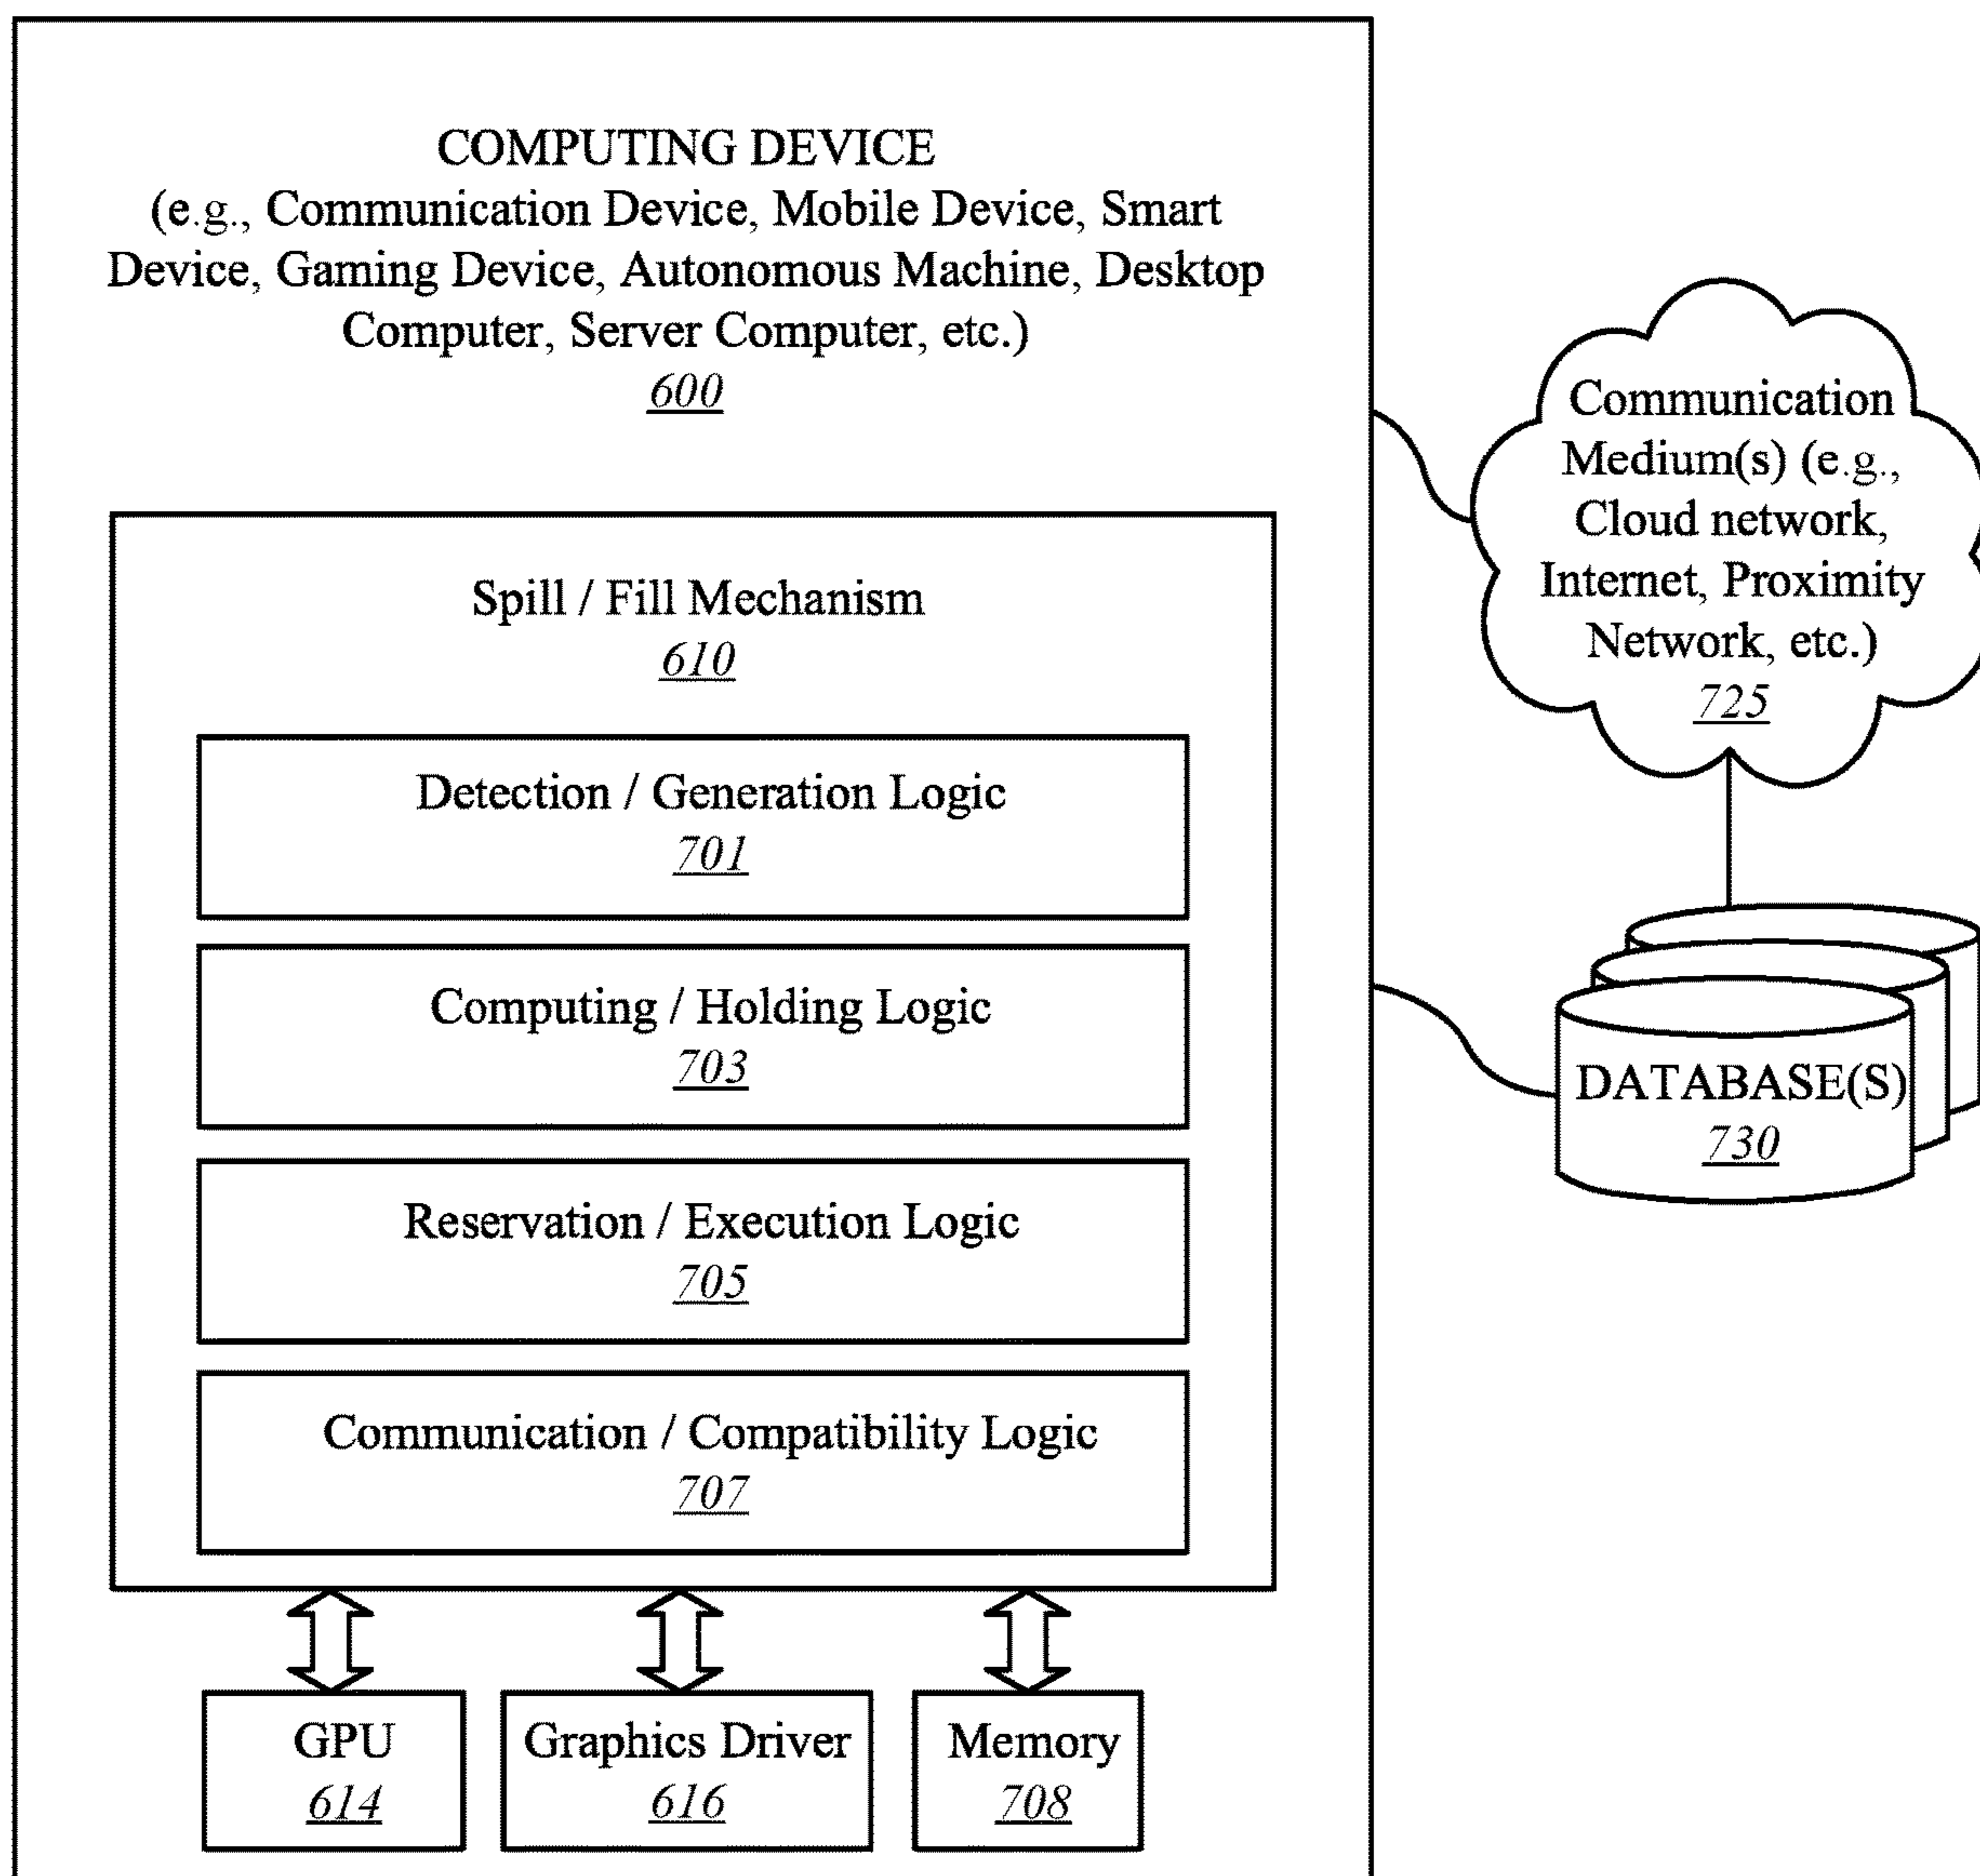 COMPUTING DEVICE
(e.g., Communication Device, Mobile Device, Smart
Device, Gaming Device, Autonomous Machine, Desktop
Computer, Server Computer, etc.)
600
Spill / Fill Mechanism
610
Detection / Generation Logic
701
Computing / Holding Logic
703
Reservation / Execution Logic
705
Communication / Compatibility Logic
707
GPU
614
Graphics Driver
616
Memory
708
Communication
Medium(s) (e.g.,
Cloud network,
Internet, Proximity
Network, etc.)
725
DATABASE(S)
730